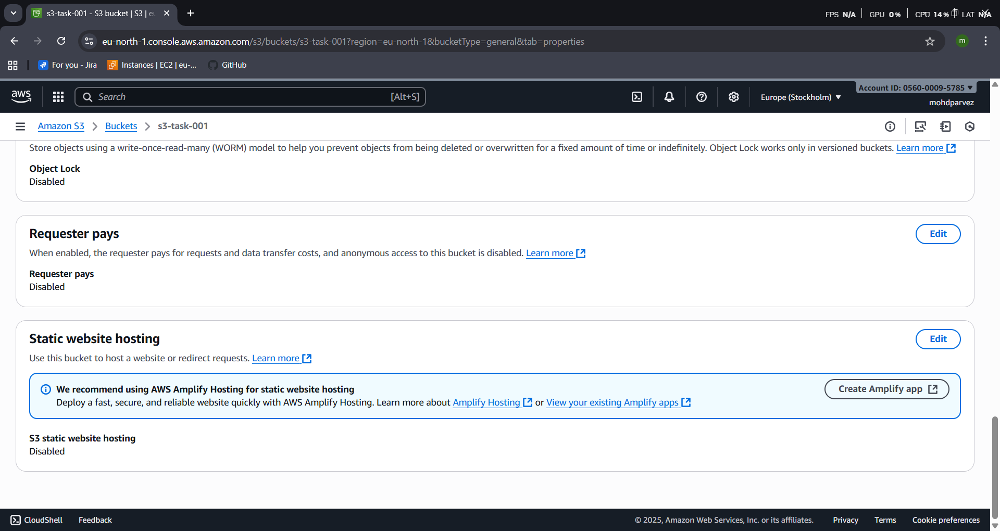 s3-task-001 - S3 bucket | S3 | eu
FPS N/A GPU 0% CPU 14% LAT N/A
eu-north-1.console.aws.amazon.com/s3/buckets/s3-task-001?region=eu-north-1&bucketType=general&tab=properties
m
For you - Jira
Instances | EC2 | eu-...
GitHub
aws
Search
[Alt+S]
Europe (Stockholm)
Account ID: 0560-0009-5785
mohdparvez
Amazon S3 > Buckets > s3-task-001
Store objects using a write-once-read-many (WORM) model to help you prevent objects from being deleted or overwritten for a fixed amount of time or indefinitely. Object Lock works only in versioned buckets. Learn more
Object Lock
Disabled
Requester pays
Edit
When enabled, the requester pays for requests and data transfer costs, and anonymous access to this bucket is disabled. Learn more
Requester pays
Disabled
Static website hosting
Edit
Use this bucket to host a website or redirect requests. Learn more
We recommend using AWS Amplify Hosting for static website hosting
Create Amplify app
Deploy a fast, secure, and reliable website quickly with AWS Amplify Hosting. Learn more about Amplify Hosting or View your existing Amplify apps
S3 static website hosting
Disabled
CloudShell
Feedback
© 2025, Amazon Web Services, Inc. or its affiliates.
Privacy
Terms
Cookie preferences